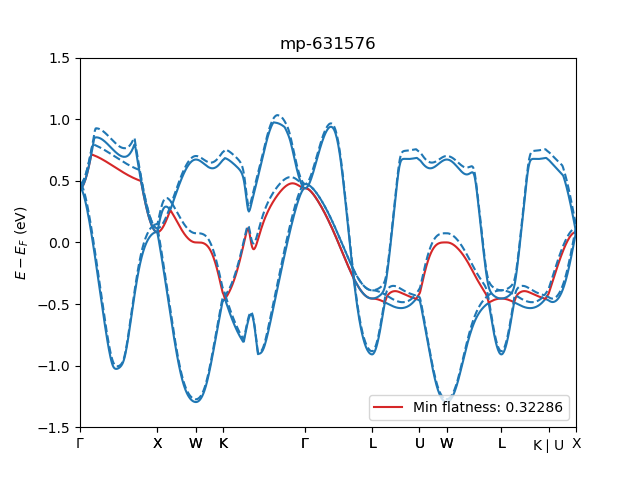 mp-631576
E − E_F (eV)
1.5
1.0
0.5
0.0
−0.5
−1.0
−1.5
Min flatness: 0.32286
Γ X W K Γ L U W L K | U X